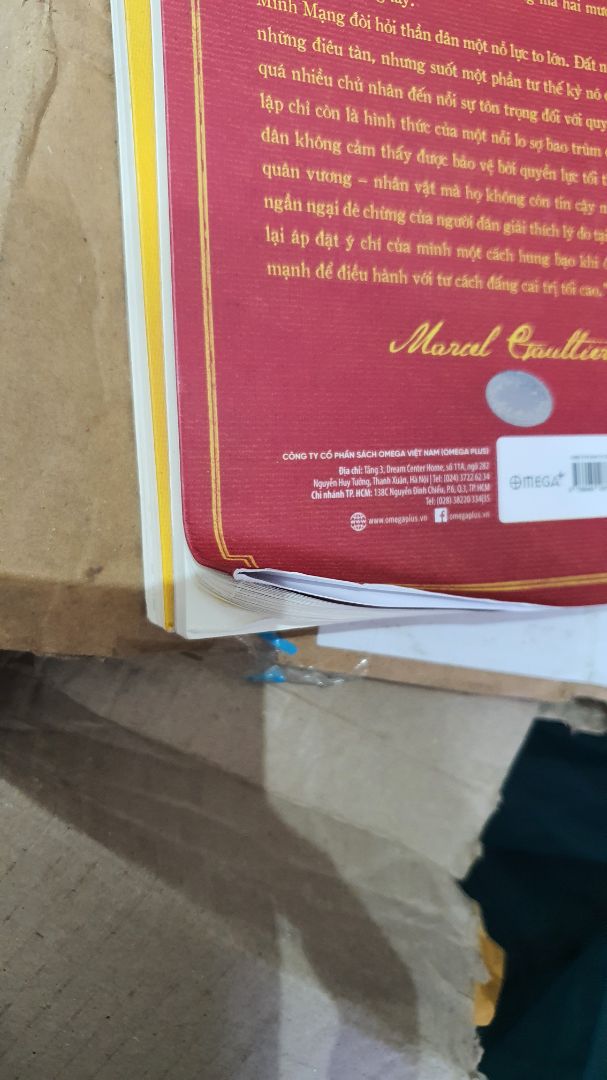 mà hai mươi
Minh Mạng đòi hỏi thần dân một nỗ lực to lớn. Đất n
những điêu tàn, nhưng suốt một phần tư thế kỷ nó
quá nhiều chủ nhân đến nỗi sự tôn trọng đối với quy
lập chỉ còn là hình thức của một nỗi lo sợ bao trùm
dân không cảm thấy được bảo vệ bởi quyền lực tối t
quân vương – nhân vật mà họ không còn tin cậy n
ngần ngại dè chừng của người dân giải thích lý do tại
lại áp đặt ý chí của mình một cách hung bạo khi
mạnh để điều hành với tư cách đấng cai trị tối cao."
Marcel Gaultier
CÔNG TY CỔ PHẦN SÁCH OMEGA VIỆT NAM (OMEGA PLUS)
Địa chỉ: Tầng 3, Dream Center Home, số 11A, ngõ 282
Nguyễn Huy Tưởng, Thanh Xuân, Hà Nội | Tel: (024) 3722 6234
Chi nhánh TP. HCM: 138C Nguyễn Đình Chiểu, P.6, Q.3, TP. HCM
Tel: (028) 38220 334|35
www.omegaplus.vn omegaplus.vn
OMEGA+